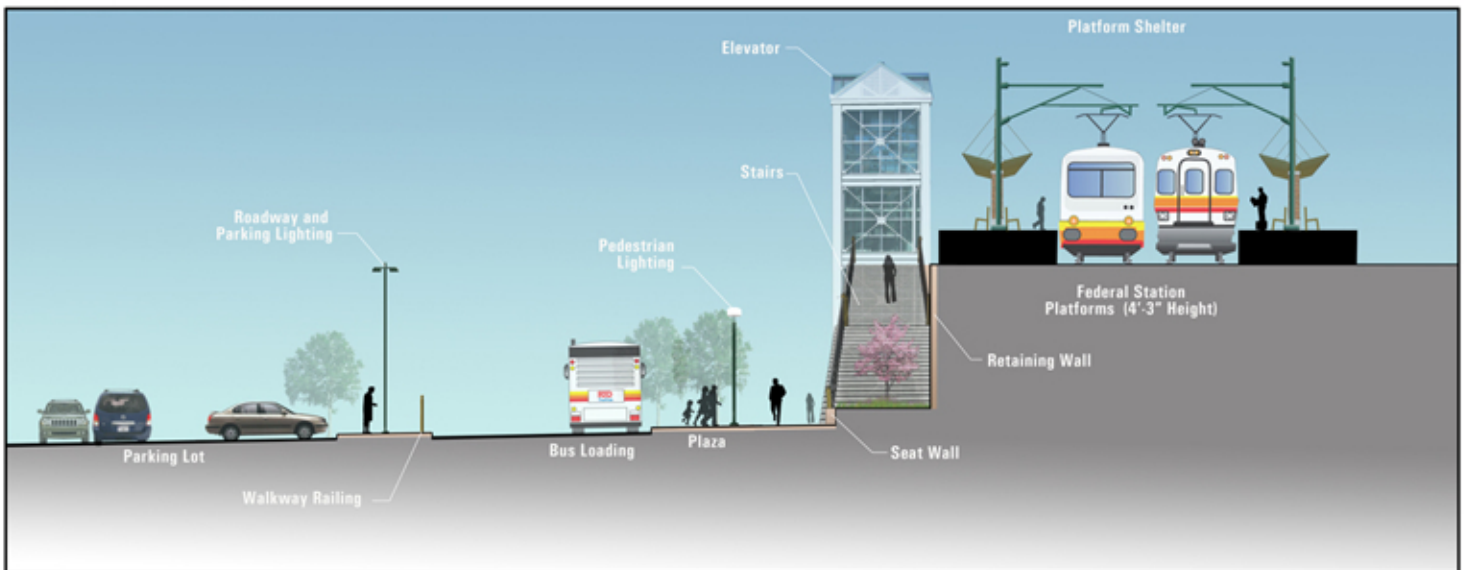 Platform Shelter
Elevator
Stairs
Roadway and
Parking Lighting
Pedestrian
Lighting
Federal Station
Platforms (4'-3" Height)
Retaining Wall
Parking Lot
Bus Loading
Plaza
Seat Wall
Walkway Railing